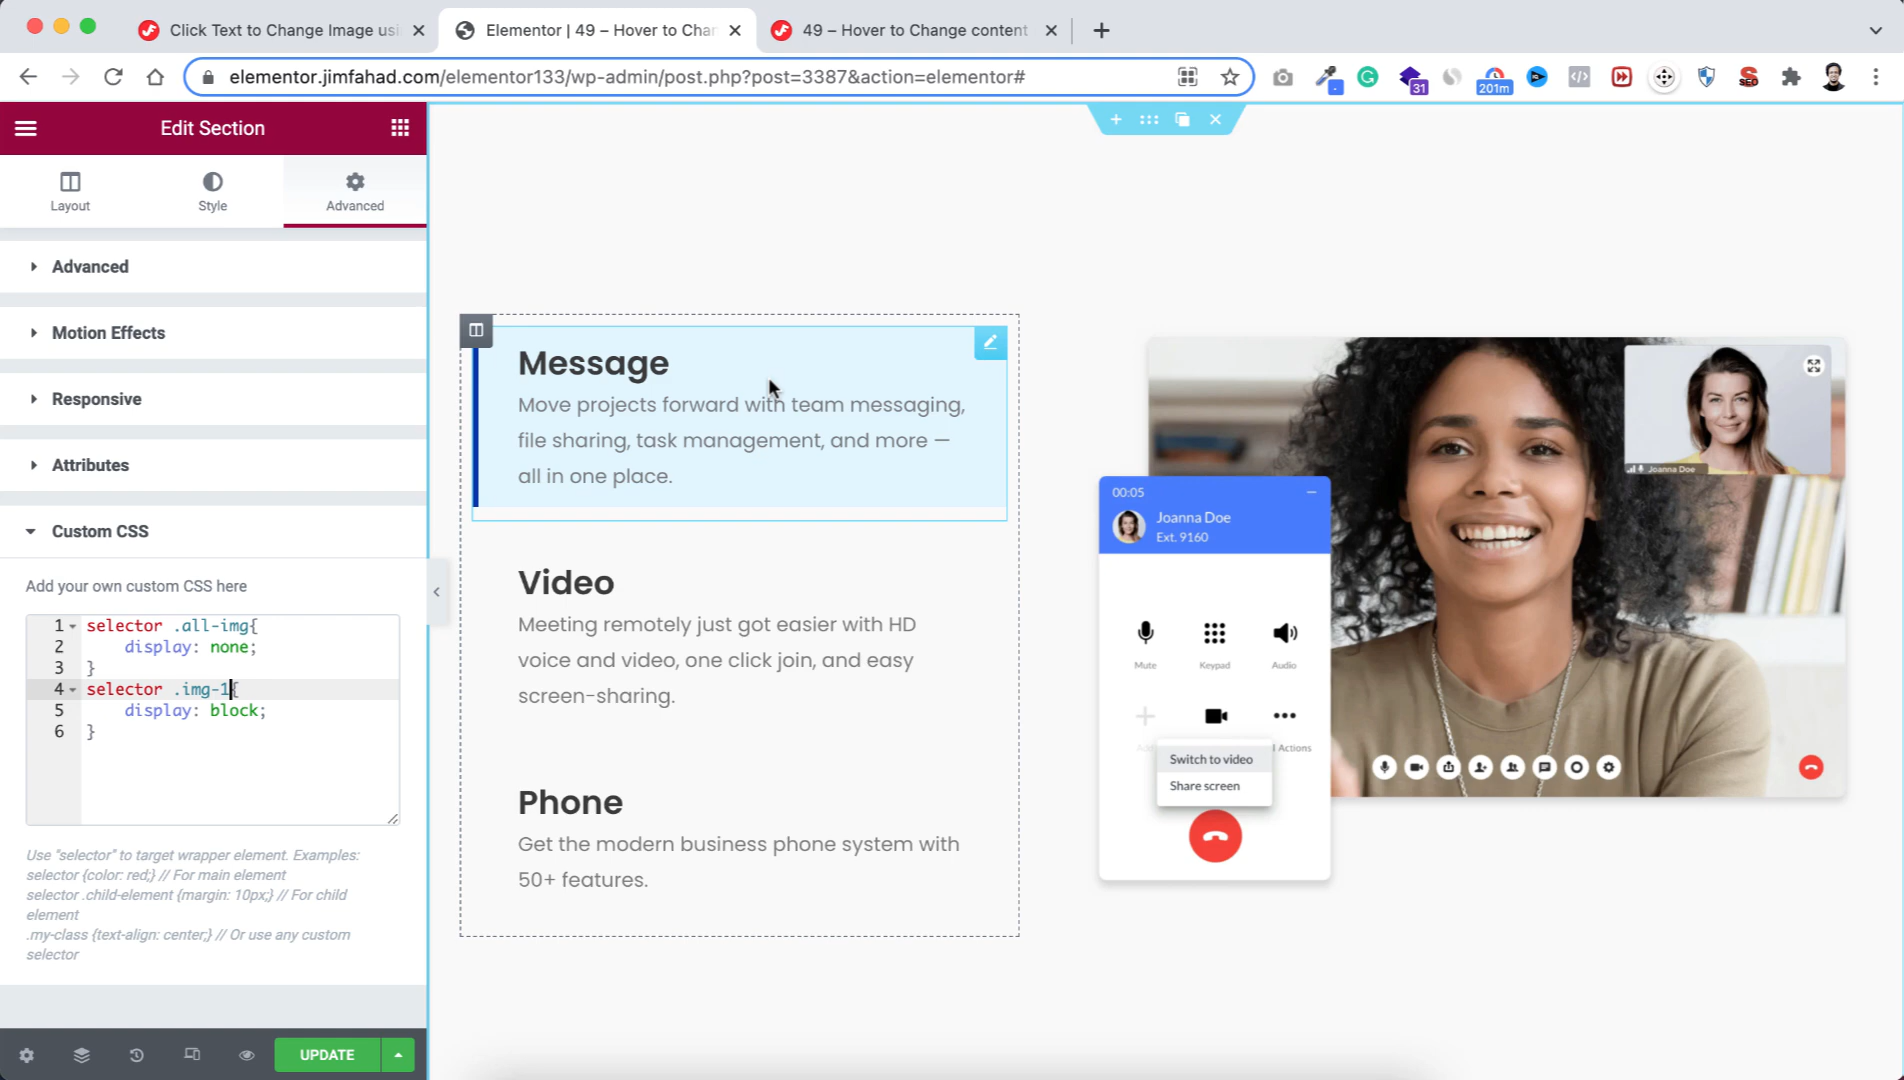 Click Text to Change Image usi
Elementor | 49 – Hover to Chan
49 – Hover to Change content
elementor.jimfahad.com/elementor133/wp-admin/post.php?post=3387&action=elementor#
31
201m
SEO
Edit Section
Layout
Style
Advanced
Advanced
Motion Effects
Responsive
Attributes
Custom CSS
Add your own custom CSS here
1 selector .all-img{
2 display: none;
3 }
4 selector .img-1{
5 display: block;
6 }
Use "selector" to target wrapper element. Examples:
selector {color: red;} // For main element
selector .child-element {margin: 10px;} // For child
element
.my-class {text-align: center;} // Or use any custom
selector
UPDATE
Message
Move projects forward with team messaging,
file sharing, task management, and more —
all in one place.
Video
Meeting remotely just got easier with HD
voice and video, one click join, and easy
screen-sharing.
Phone
Get the modern business phone system with
50+ features.
Joanna Doe
00:05
Joanna Doe
Ext. 9160
Mute
Keypad
Audio
Add
l Actions
Switch to video
Share screen